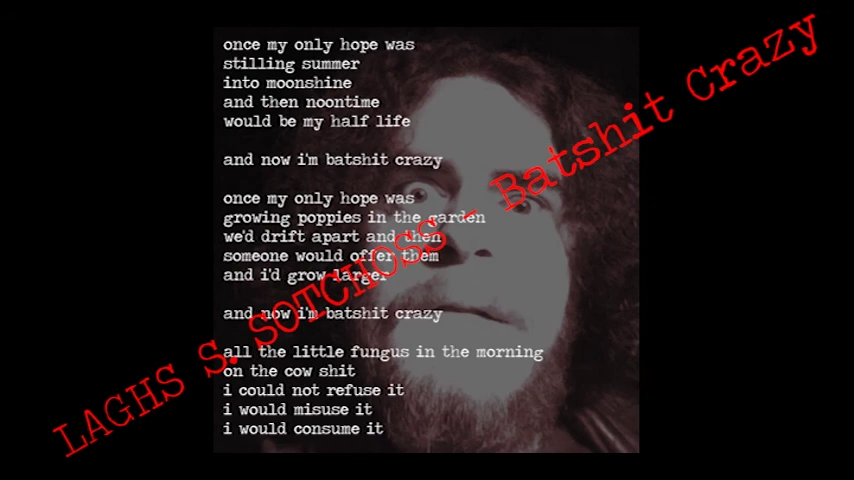 once my only hope was
stilling summer
into moonshine
and then noontime
would be my half life
and now i'm batshit crazy
once my only hope was
growing poppies in the garden
we'd drift apart and then
someone would offer them
and i'd grow larger
and now i'm batshit crazy
all the little fungus in the morning
on the cow shit
i could not refuse it
i would misuse it
i would consume it
LAGHS S. SOTCHOSS - Batshit Crazy